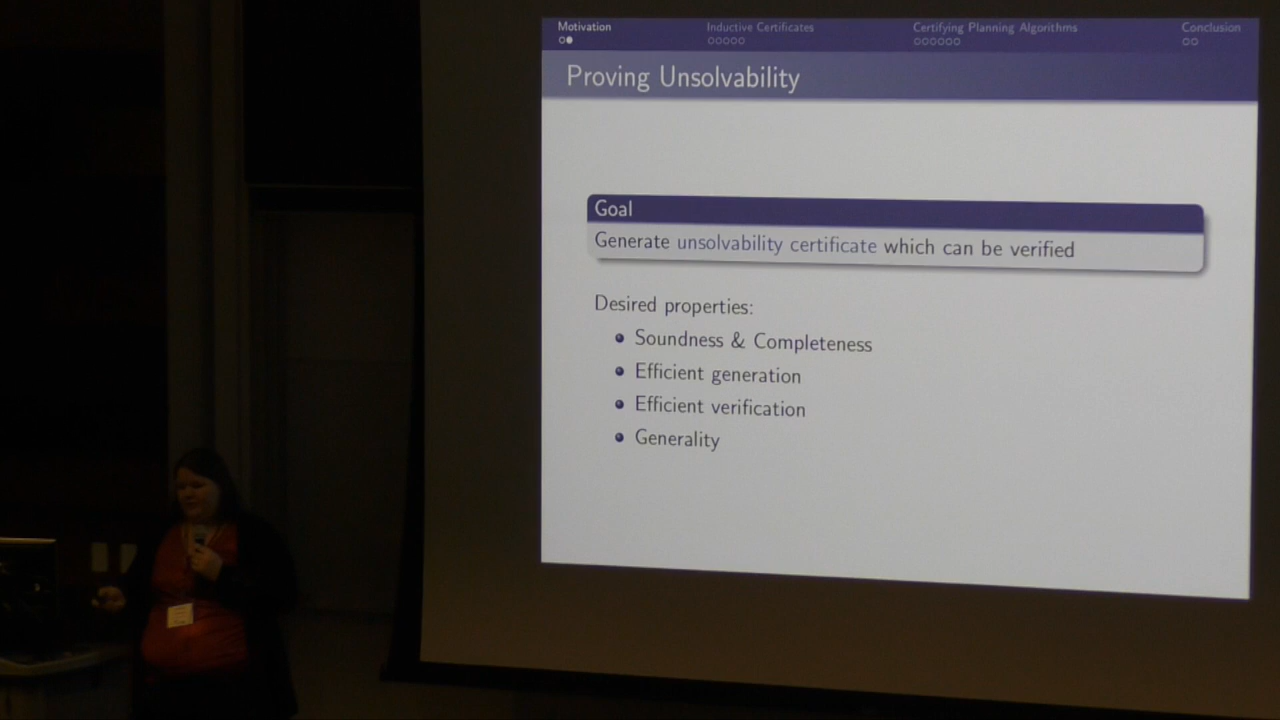 Motivation
Inductive Certificates
Certifying Planning Algorithms
Conclusion
Proving Unsolvability
Goal
Generate unsolvability certificate which can be verified
Desired properties:
Soundness & Completeness
Efficient generation
Efficient verification
Generality